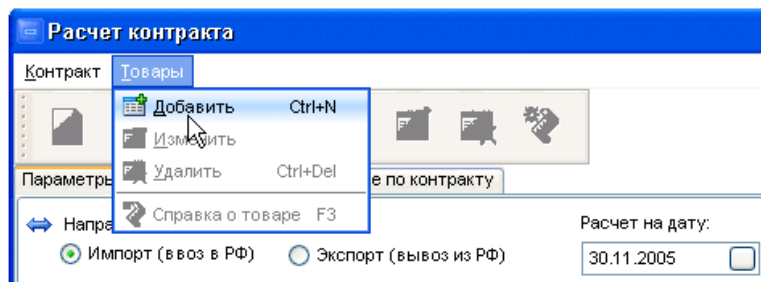 Расчет контракта
Контракт Товары
Добавить Ctrl+N
Изменить
Удалить Ctrl+Del
Параметры е по контракту
Справка о товаре F3
Напра Расчет на дату:
Импорт (ввоз в РФ) Экспорт (вывоз из РФ) 30.11.2005